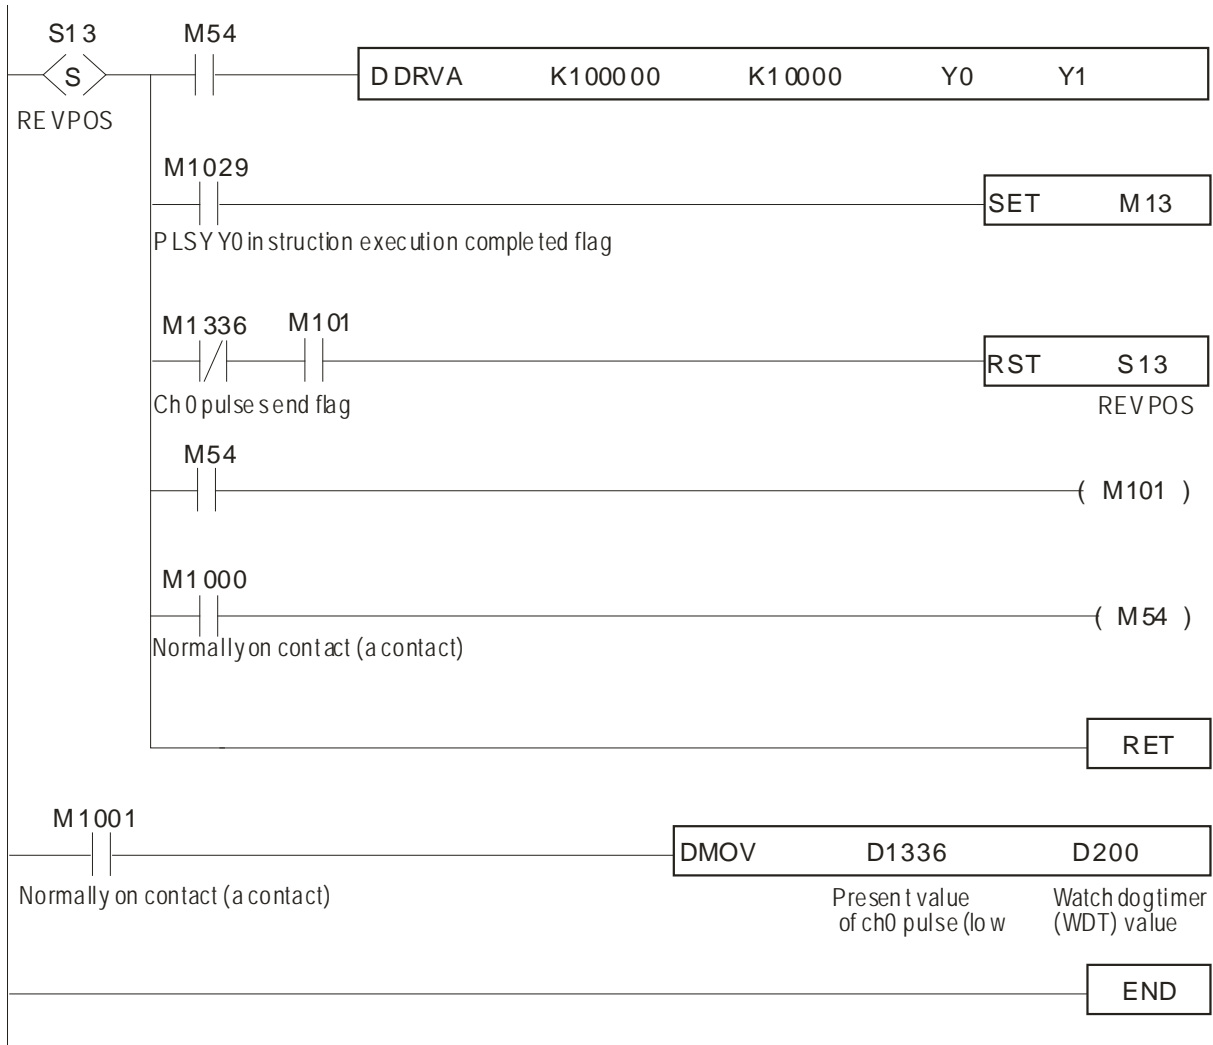 S13 M54
S DDRVA K100000 K10000 Y0 Y1
REVPOS
M1029
SET M13
PLSY Y0 instruction execution completed flag
M1336 M101
RST S13
Ch0 pulse send flag REVPOS
M54
( M101 )
M1000
( M54 )
Normally on contact (a contact)
RET
M1001
DMOV D1336 D200
Normally on contact (a contact) Present value Watch dog timer
of ch0 pulse (low (WDT) value
END